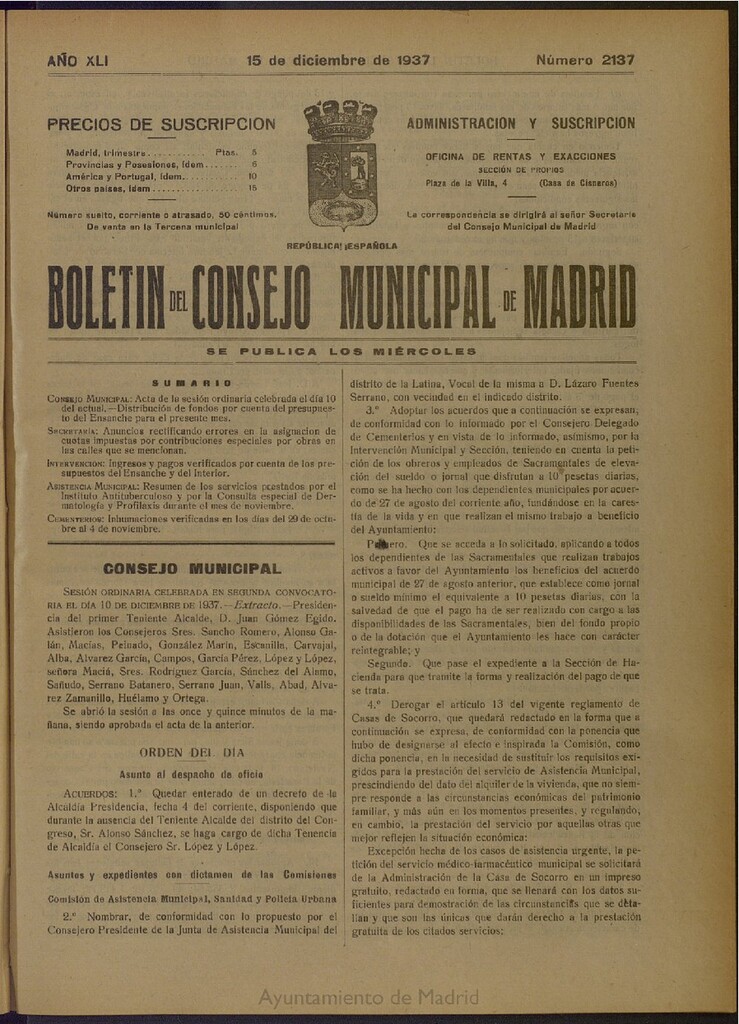 AÑO XLI
15 de diciembre de 1937
Número 2137
PRECIOS DE SUSCRIPCION
Madrid, trimestre.......... Ptas. 5
Provincias y Posesiones, ídem....... 6
América y Portugal, ídem.......... 10
Otros países, ídem................ 15
Número suelto, corriente o atrasado, 50 céntimos.
De venta en la Tercena municipal
ADMINISTRACION Y SUSCRIPCION
OFICINA DE RENTAS Y EXACCIONES
SECCIÓN DE PROPIOS
Plaza de la Villa, 4 (Casa de Cisneros)
La correspondencia se dirigirá al señor Secretario
del Consejo Municipal de Madrid
REPÚBLICA ESPAÑOLA
BOLETIN DEL CONSEJO MUNICIPAL DE MADRID
SE PUBLICA LOS MIÉRCOLES
SUMARIO
CONSEJO MUNICIPAL: Acta de la sesión ordinaria celebrada el día 10
del actual.—Distribución de fondos por cuenta del presupues-
to del Ensanche para el presente mes.
SECRETARÍA: Anuncios rectificando errores en la asignación de
cuotas impuestas por contribuciones especiales por obras en
las calles que se mencionan.
INTERVENCIÓN: Ingresos y pagos verificados por cuenta de los pre-
supuestos del Ensanche y del Interior.
ASISTENCIA MUNICIPAL: Resumen de los servicios prestados por el
Instituto Antituberculoso y por la Consulta especial de Der-
matología y Profilaxis durante el mes de noviembre.
CEMENTERIOS: Inhumaciones verificadas en los días del 29 de octu-
bre al 4 de noviembre.
CONSEJO MUNICIPAL
SESIÓN ORDINARIA CELEBRADA EN SEGUNDA CONVOCATO-
RIA EL DÍA 10 DE DICIEMBRE DE 1937.—Extracto.—Presiden-
cia del primer Teniente Alcalde, D. Juan Gómez Egido.
Asistieron los Consejeros Sres. Sancho Romero, Alonso Ga-
lán, Macías, Peinado, González Marín, Escanilla, Carvajal,
Alba, Alvarez García, Campos, García Pérez, López y López,
señora Maciá, Sres. Rodríguez García, Sánchez del Alamo,
Sañudo, Serrano Batanero, Serrano Juan, Valls, Abad, Alva-
rez Zamanillo, Huélamo y Ortega.
Se abrió la sesión a las once y quince minutos de la ma-
ñana, siendo aprobada el acta de la anterior.
ORDEN DEL DIA
Asunto al despacho de oficio
ACUERDOS: 1.º Quedar enterado de un decreto de la
Alcaldía Presidencia, fecha 4 del corriente, disponiendo que
durante la ausencia del Teniente Alcalde del distrito del Con-
greso, Sr. Alonso Sánchez, se haga cargo de dicha Tenencia
de Alcaldía el Consejero Sr. López y López.
Asuntos y expedientes con dictamen de las Comisiones
Comisión de Asistencia Municipal, Sanidad y Policía Urbana
2.º Nombrar, de conformidad con lo propuesto por el
Consejero Presidente de la Junta de Asistencia Municipal del
distrito de la Latina, Vocal de la misma a D. Lázaro Fuentes
Serrano, con vecindad en el indicado distrito.
3.º Adoptar los acuerdos que a continuación se expresan,
de conformidad con lo informado por el Consejero Delegado
de Cementerios y en vista de lo informado, asimismo, por la
Intervención Municipal y Sección, teniendo en cuenta la peti-
ción de los obreros y empleados de Sacramentales de eleva-
ción del sueldo o jornal que disfrutan a 10 pesetas diarias,
como se ha hecho con los dependientes municipales por acuer-
do de 27 de agosto del corriente año, fundándose en la cares-
tía de la vida y en que realizan el mismo trabajo a beneficio
del Ayuntamiento:
Primero. Que se acceda a lo solicitado, aplicando a todos
los dependientes de las Sacramentales que realizan trabajos
activos a favor del Ayuntamiento los beneficios del acuerdo
municipal de 27 de agosto anterior, que establece como jornal
o sueldo mínimo el equivalente a 10 pesetas diarias, con la
salvedad de que el pago ha de ser realizado con cargo a las
disponibilidades de las Sacramentales, bien del fondo propio
o de la dotación que el Ayuntamiento les hace con carácter
reintegrable; y
Segunda. Que pase el expediente a la Sección de Ha-
cienda para que tramite la forma y realización del pago de que
se trata.
4.º Derogar el artículo 13 del vigente reglamento de
Casas de Socorro, que quedará redactado en la forma que a
continuación se expresa, de conformidad con la ponencia que
hubo de designarse al efecto e inspirada la Comisión, como
dicha ponencia, en la necesidad de sustituir los requisitos exi-
gidos para la prestación del servicio de Asistencia Municipal,
prescindiendo del dato del alquiler de la vivienda, que no siem-
pre responde a las circunstancias económicas del patrimonio
familiar, y más aún en los momentos presentes, y regulando,
en cambio, la prestación del servicio por aquellas otras que
mejor reflejen la situación económica:
Excepción hecha de los casos de asistencia urgente, la pe-
tición del servicio médico-farmacéutico municipal se solicitará
de la Administración de la Casa de Socorro en un impreso
gratuito, redactado en forma, que se llenará con los datos su-
ficientes para demostración de las circunstancias que se deta-
llan y que son las únicas que darán derecho a la prestación
gratuita de los citados servicios:
Ayuntamiento de Madrid